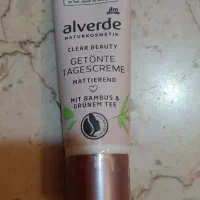 dm
alverde
NATURKOSMETIK
CLEAR BEAUTY
GETÖNTE
TAGESCREME
MATTIEREND
MIT BAMBUS &
GRÜNEM TEE